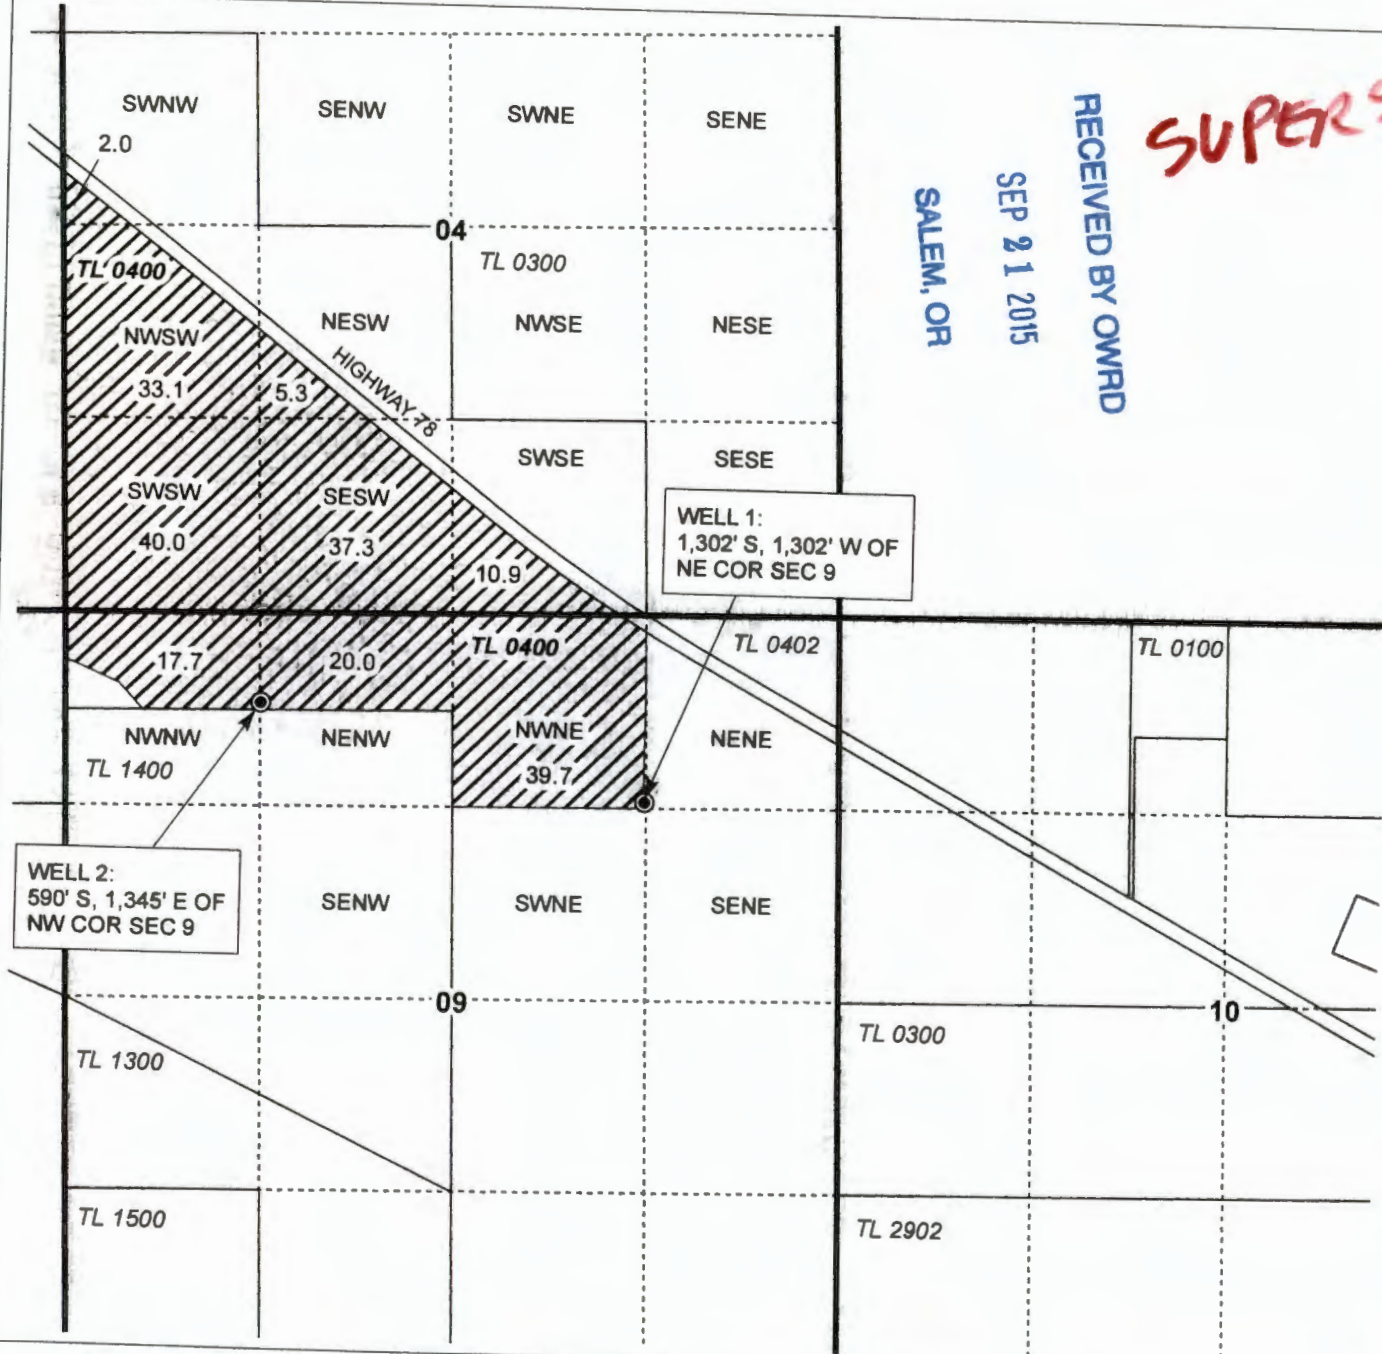 SWNW
SENW
SWNE
SENE
2.0
RECEIVED BY OWRD
SEP 21 2015
SALEM, OR
04
TL 0300
TL 0400
NWSW
33.1
NESW
5.3
HIGHWAY 78
NWSE
NESE
SWSE
SESE
SWSW
40.0
SESW
37.3
10.9
WELL 1:
1,302' S, 1,302' W OF
NE COR SEC 9
17.7
20.0
TL 0400
TL 0402
TL 0100
NWNW
NENW
NWNE
39.7
NENE
TL 1400
WELL 2:
590' S, 1,345' E OF
NW COR SEC 9
SENW
SWNE
SENE
09
10
TL 0300
TL 1300
TL 1500
TL 2902